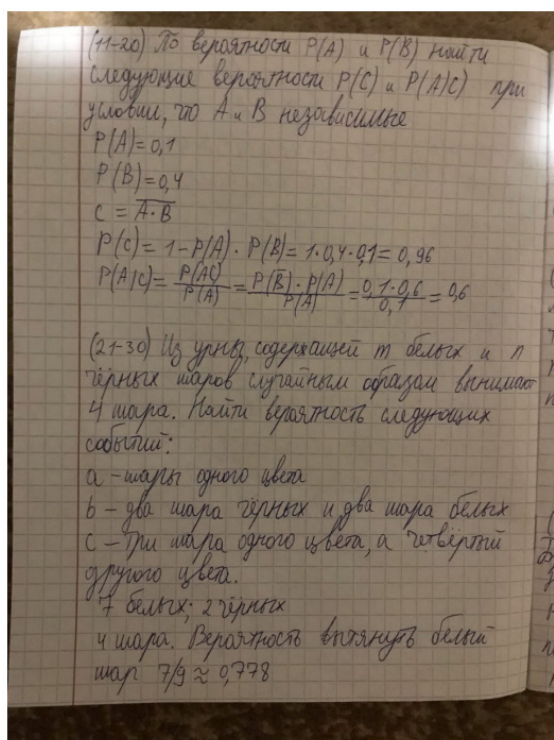 (11-20) По вероятности P(A) и P(B) найти
следующие вероятности P(C) и P(A|C) при
условии, что A и B независимые
P(A)=0,1
P(B)=0,4
C = \overline{A·B}
P(C)= 1-P(A)·P(B)= 1·0,4·0,1= 0,96
P(A|C)= P(AC)/P(A) = P(B)·P(A)/P(A) = 0,1·0,6/0,1 = 0,6
(21-30) Из урны, содержащей m белых и n
чёрных шаров случайным образом вынимают
4 шара. Найти вероятность следующих
событий:
a - шары одного цвета
b - два шара чёрных и два шара белых
c - Три шара одного цвета, а четвёртый
другого цвета.
7 белых; 2 чёрных
4 шара. Вероятность вытянуть белый
шар 7/9 ≈ 0,778